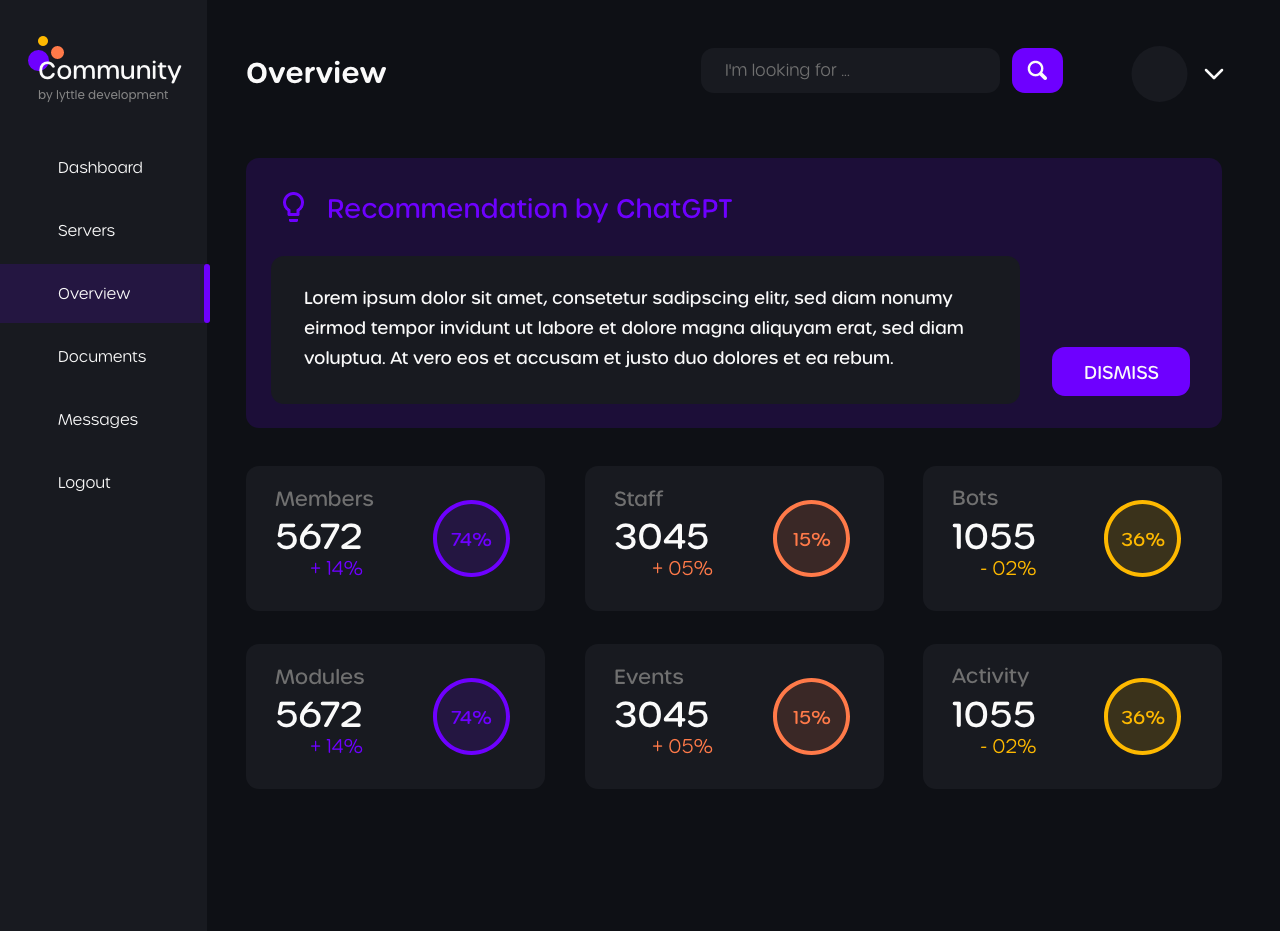 Community
by lyttle development
Dashboard
Servers
Overview
Documents
Messages
Logout
Overview
I'm looking for ...
Recommendation by ChatGPT
Lorem ipsum dolor sit amet, consetetur sadipscing elitr, sed diam nonumy
eirmod tempor invidunt ut labore et dolore magna aliquyam erat, sed diam
voluptua. At vero eos et accusam et justo duo dolores et ea rebum.
DISMISS
Members
5672
+ 14%
74%
Staff
3045
+ 05%
15%
Bots
1055
- 02%
36%
Modules
5672
+ 14%
74%
Events
3045
+ 05%
15%
Activity
1055
- 02%
36%